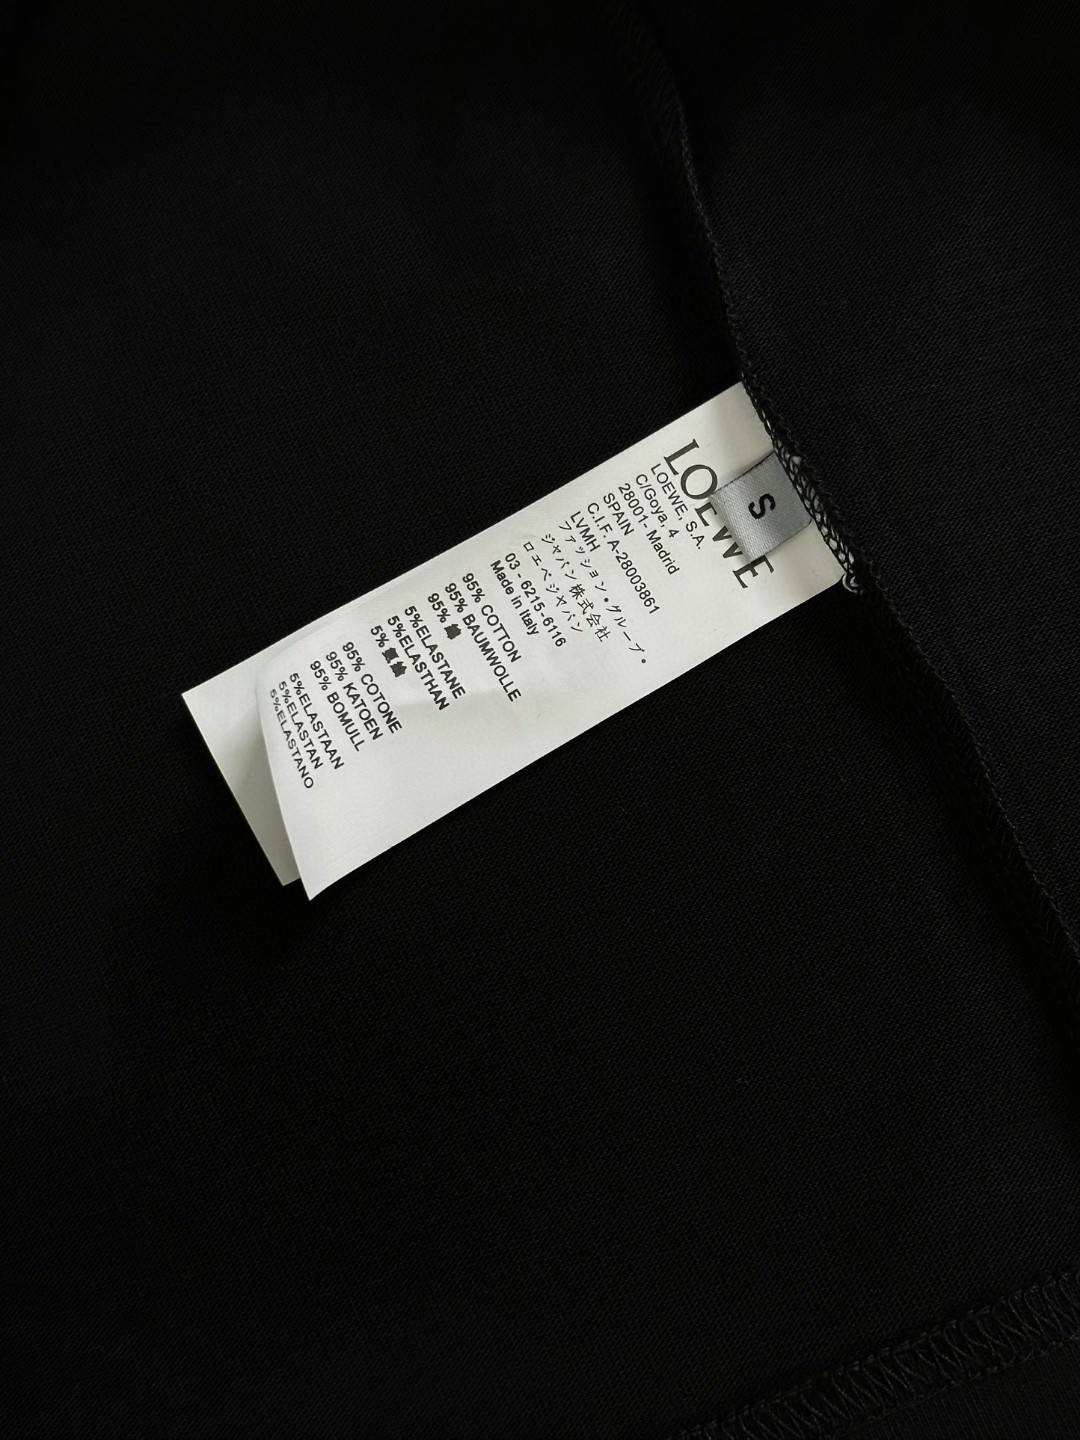 LOEWE
S
LOEWE, S.A.
C/Goya, 4
28001- Madrid
SPAIN
C.I.F. A-28003861
LVMH
ファッション・グループ・
ジャパン株式会社
ロエベジャパン
03 - 6215-6116
Made in Italy
95% COTTON
95% BAUMWOLLE
95%
5%ELASTANE
5%ELASTHAN
5%
95% COTONE
95% KATOEN
95% BOMULL
5%ELASTAAN
5%ELASTAN
5%ELASTANO